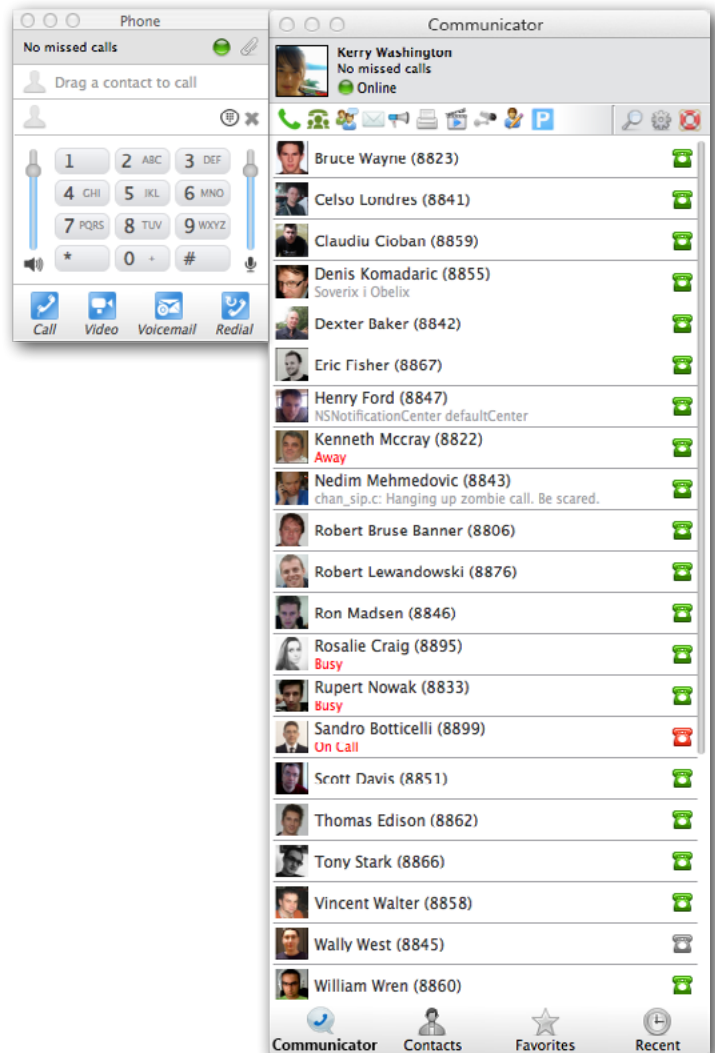 Phone
No missed calls
Drag a contact to call
1
2 ABC
3 DEF
4 GHI
5 JKL
6 MNO
7 PQRS
8 TUV
9 WXYZ
*
0 +
#
Call
Video
Voicemail
Redial
Communicator
Kerry Washington
No missed calls
Online
P
Bruce Wayne (8823)
Celso Londres (8841)
Claudiu Cioban (8859)
Denis Komadaric (8855)
Soverix i Obelix
Dexter Baker (8842)
Eric Fisher (8867)
Henry Ford (8847)
NSNotificationCenter defaultCenter
Kenneth Mccray (8822)
Away
Nedim Mehmedovic (8843)
chan_sip.c: Hanging up zombie call. Be scared.
Robert Bruse Banner (8806)
Robert Lewandowski (8876)
Ron Madsen (8846)
Rosalie Craig (8895)
Busy
Rupert Nowak (8833)
Busy
Sandro Botticelli (8899)
On Call
Scott Davis (8851)
Thomas Edison (8862)
Tony Stark (8866)
Vincent Walter (8858)
Wally West (8845)
William Wren (8860)
Communicator
Contacts
Favorites
Recent